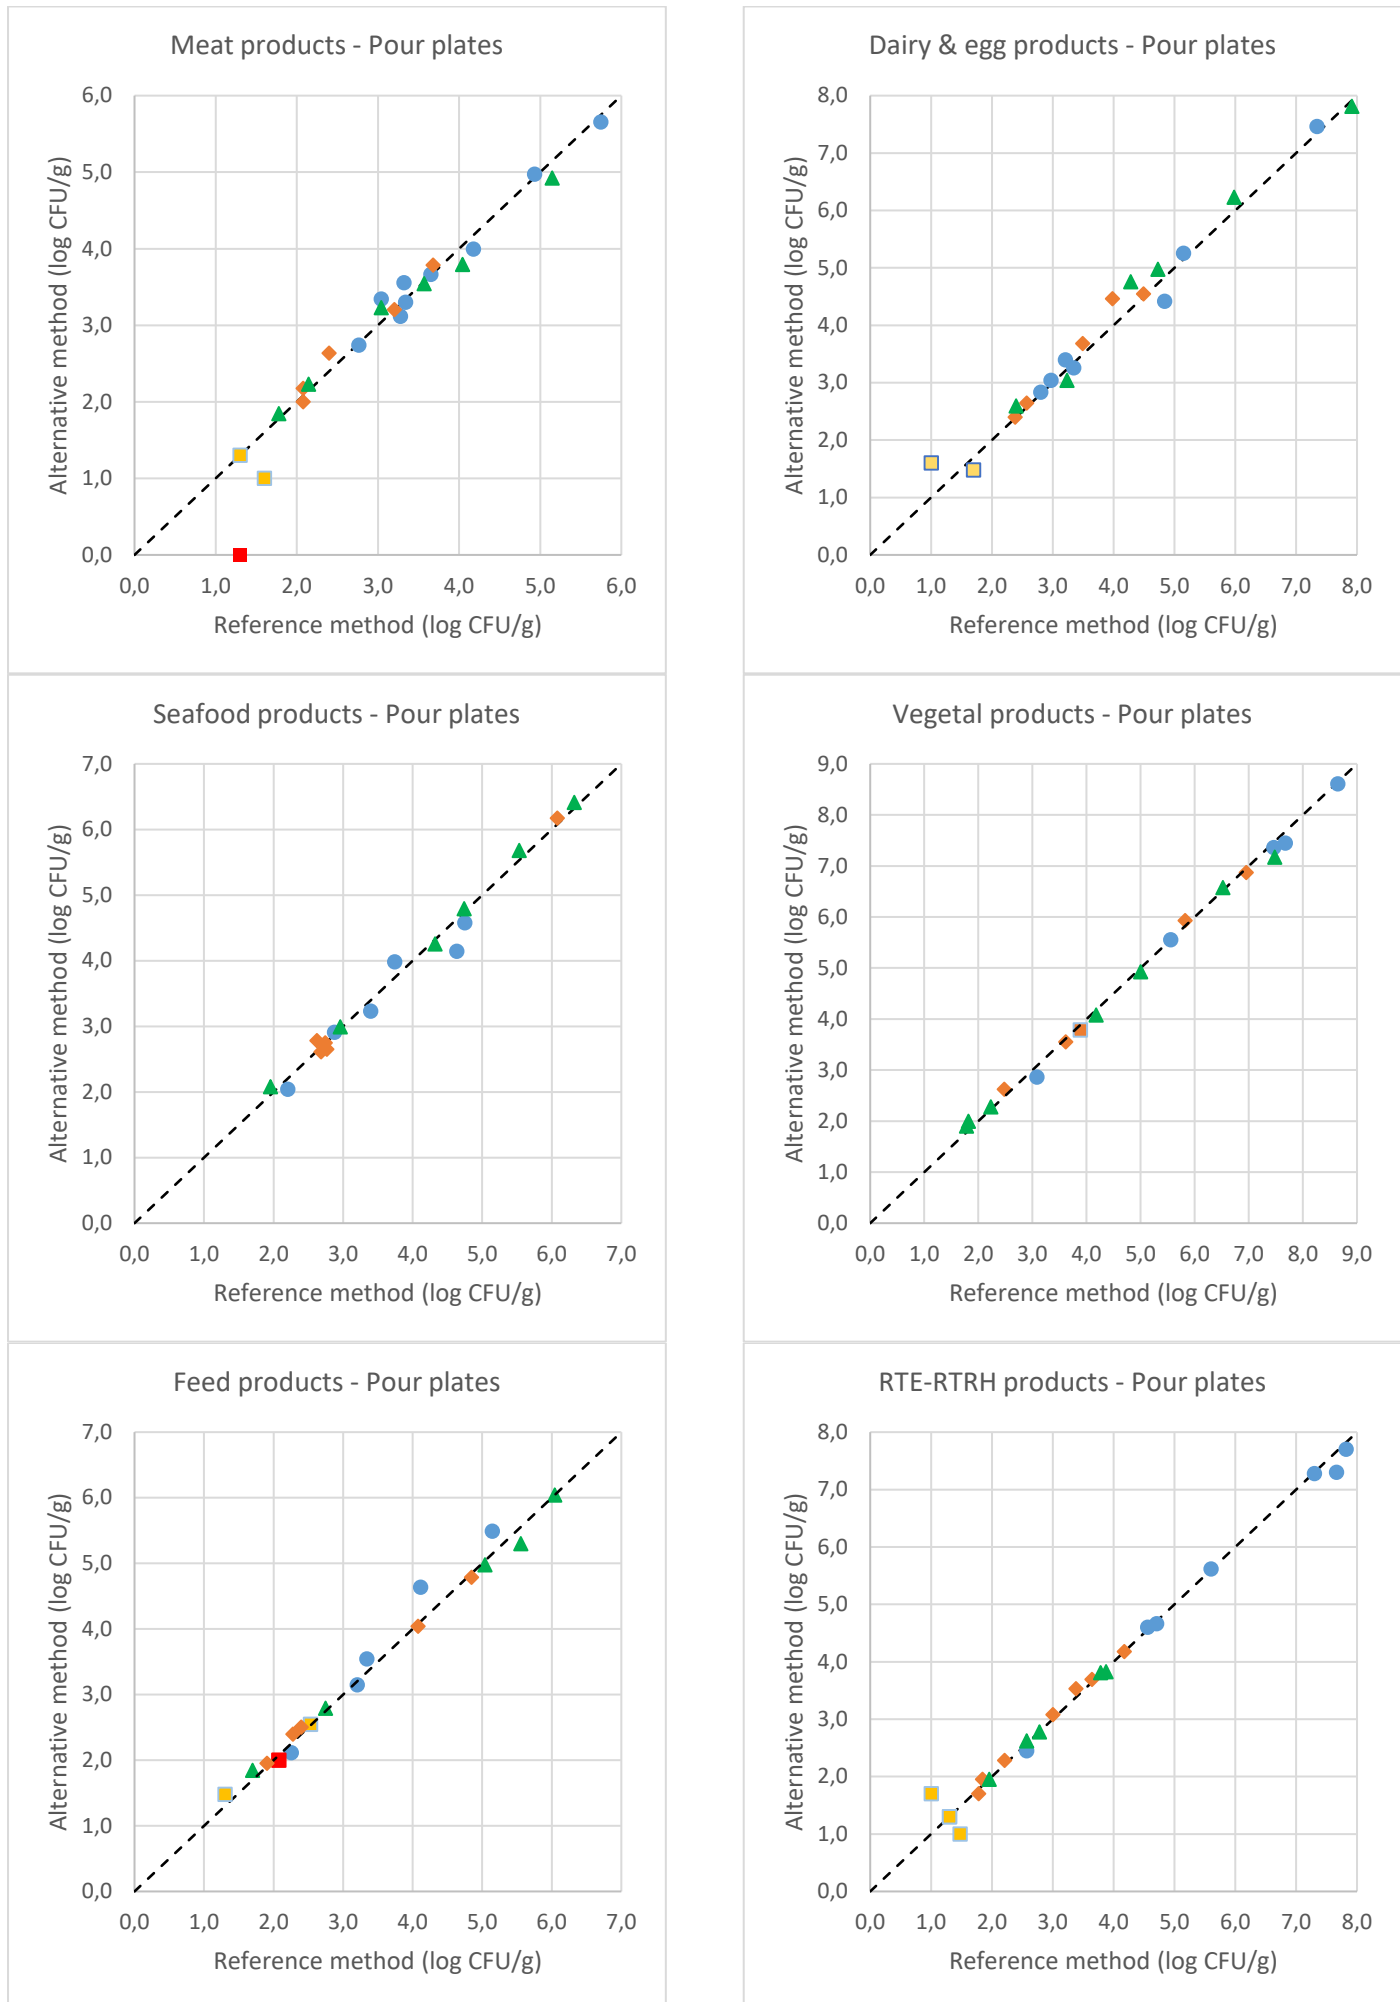 Meat products - Pour plates
Alternative method (log CFU/g)
6,0
5,0
4,0
3,0
2,0
1,0
0,0
0,0 1,0 2,0 3,0 4,0 5,0 6,0
Reference method (log CFU/g)
Dairy & egg products - Pour plates
Alternative method (log CFU/g)
8,0
7,0
6,0
5,0
4,0
3,0
2,0
1,0
0,0
0,0 1,0 2,0 3,0 4,0 5,0 6,0 7,0 8,0
Reference method (log CFU/g)
Seafood products - Pour plates
Alternative method (log CFU/g)
7,0
6,0
5,0
4,0
3,0
2,0
1,0
0,0
0,0 1,0 2,0 3,0 4,0 5,0 6,0 7,0
Reference method (log CFU/g)
Vegetal products - Pour plates
Alternative method (log CFU/g)
9,0
8,0
7,0
6,0
5,0
4,0
3,0
2,0
1,0
0,0
0,0 1,0 2,0 3,0 4,0 5,0 6,0 7,0 8,0 9,0
Reference method (log CFU/g)
Feed products - Pour plates
Alternative method (log CFU/g)
7,0
6,0
5,0
4,0
3,0
2,0
1,0
0,0
0,0 1,0 2,0 3,0 4,0 5,0 6,0 7,0
Reference method (log CFU/g)
RTE-RTRH products - Pour plates
Alternative method (log CFU/g)
8,0
7,0
6,0
5,0
4,0
3,0
2,0
1,0
0,0
0,0 1,0 2,0 3,0 4,0 5,0 6,0 7,0 8,0
Reference method (log CFU/g)